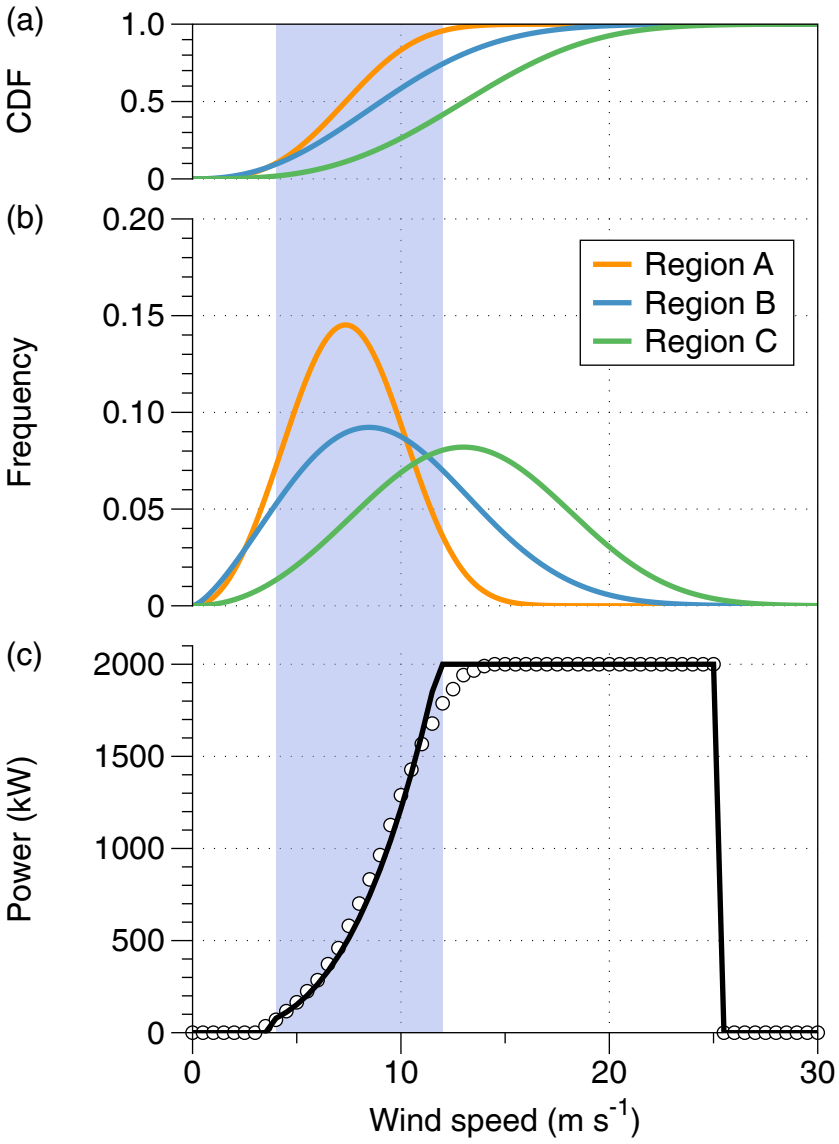 (a)
1.0
0.5
0
CDF
(b)
0.20
0.15
0.10
0.05
0
Frequency
Region A
Region B
Region C
(c)
2000
1500
1000
500
0
Power (kW)
0 10 20 30
Wind speed (m s⁻¹)